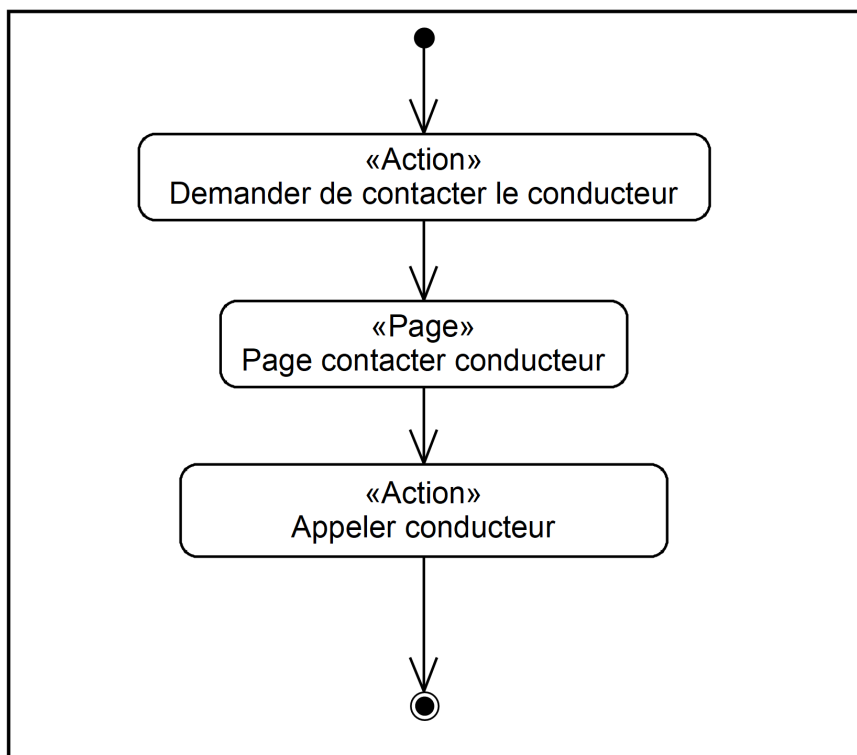 «Action»
Demander de contacter le conducteur
«Page»
Page contacter conducteur
«Action»
Appeler conducteur